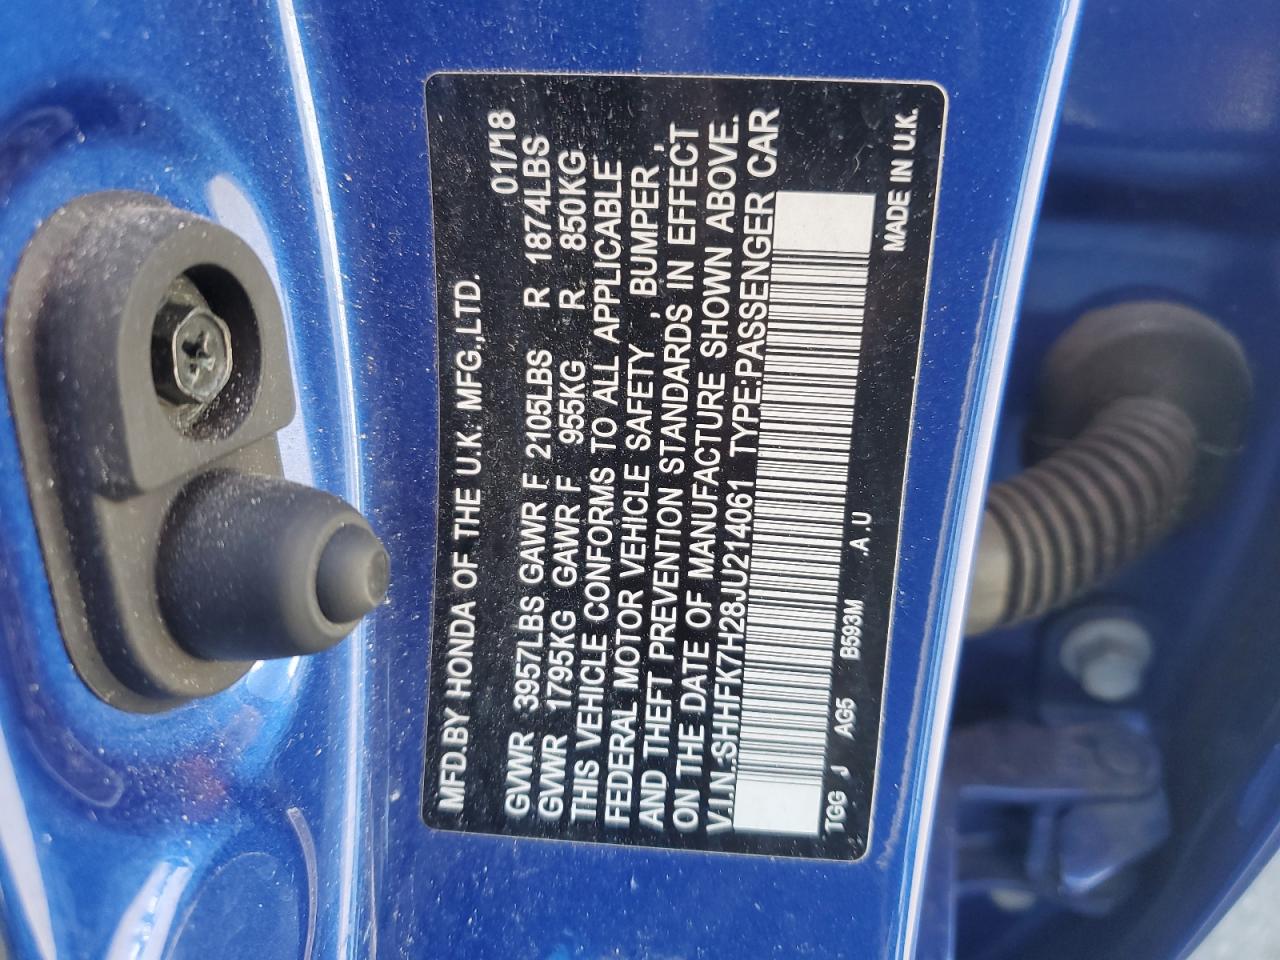 MFD.BY HONDA OF THE U.K. MFG.,LTD.
01/18
GVWR 3957LBS GAWR F 2105LBS R 1874LBS
GVWR 1795KG GAWR F 955KG R 850KG
THIS VEHICLE CONFORMS TO ALL APPLICABLE
FEDERAL MOTOR VEHICLE SAFETY , BUMPER ,
AND THEFT PREVENTION STANDARDS IN EFFECT
ON THE DATE OF MANUFACTURE SHOWN ABOVE.
V.I.N.:SHHFK7H28JU214061 TYPE:PASSENGER CAR
TGG J AG5 B593M .A.U MADE IN U.K.